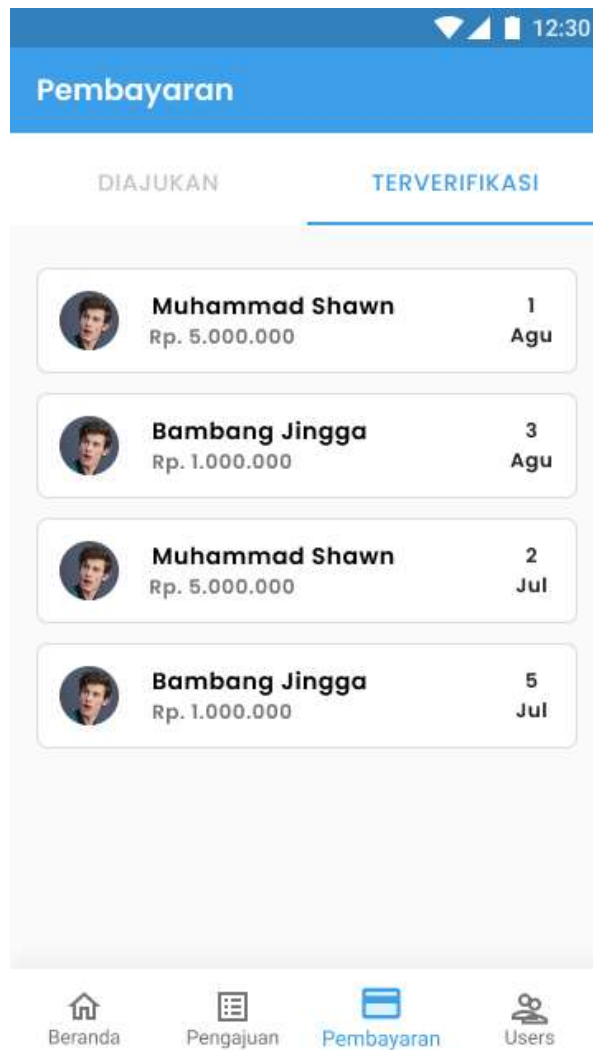 12:30
Pembayaran
DIAJUKAN TERVERIFIKASI
Muhammad Shawn
Rp. 5.000.000
1
Agu
Bambang Jingga
Rp. 1.000.000
3
Agu
Muhammad Shawn
Rp. 5.000.000
2
Jul
Bambang Jingga
Rp. 1.000.000
5
Jul
Beranda Pengajuan Pembayaran Users